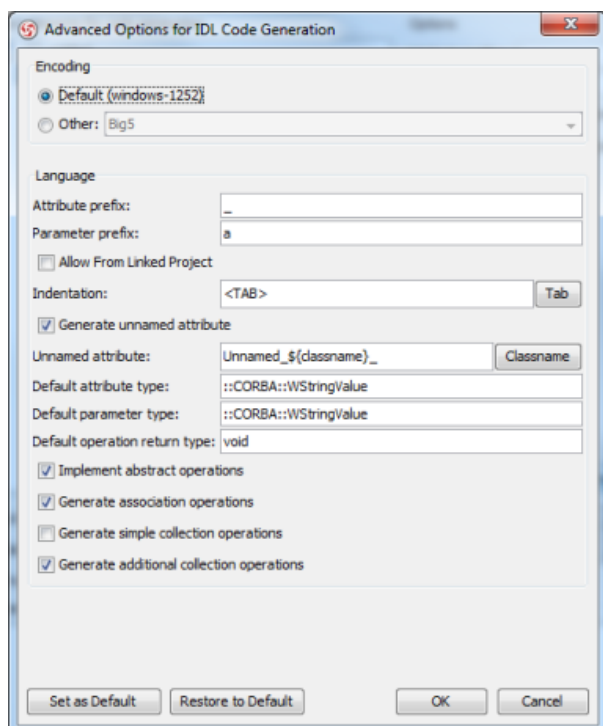 Advanced Options for IDL Code Generation
Encoding
Default (windows-1252)
Other: Big5
Language
Attribute prefix: _
Parameter prefix: a
Allow From Linked Project
Indentation: <TAB> Tab
Generate unnamed attribute
Unnamed attribute: Unnamed_${classname}_ Classname
Default attribute type: ::CORBA::WStringValue
Default parameter type: ::CORBA::WStringValue
Default operation return type: void
Implement abstract operations
Generate association operations
Generate simple collection operations
Generate additional collection operations
Set as Default Restore to Default OK Cancel